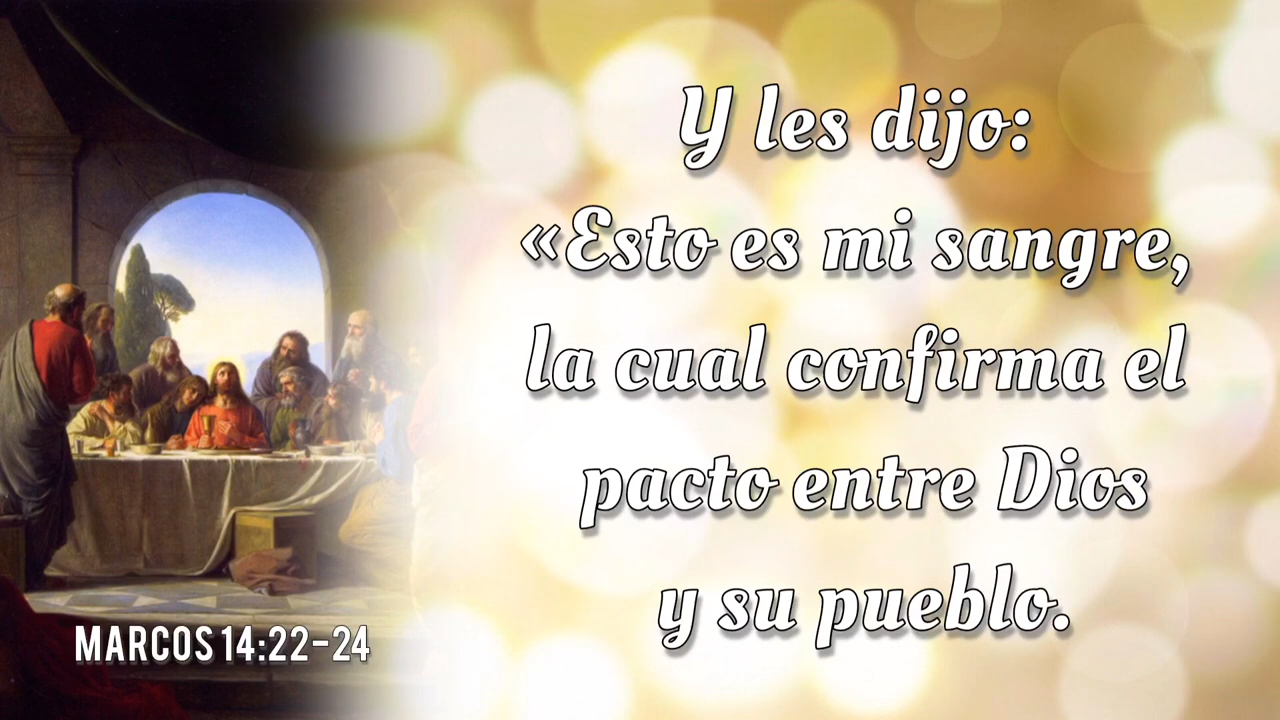 Y les dijo:
«Esto es mi sangre,
la cual confirma el
pacto entre Dios
y su pueblo.
MARCOS 14:22-24